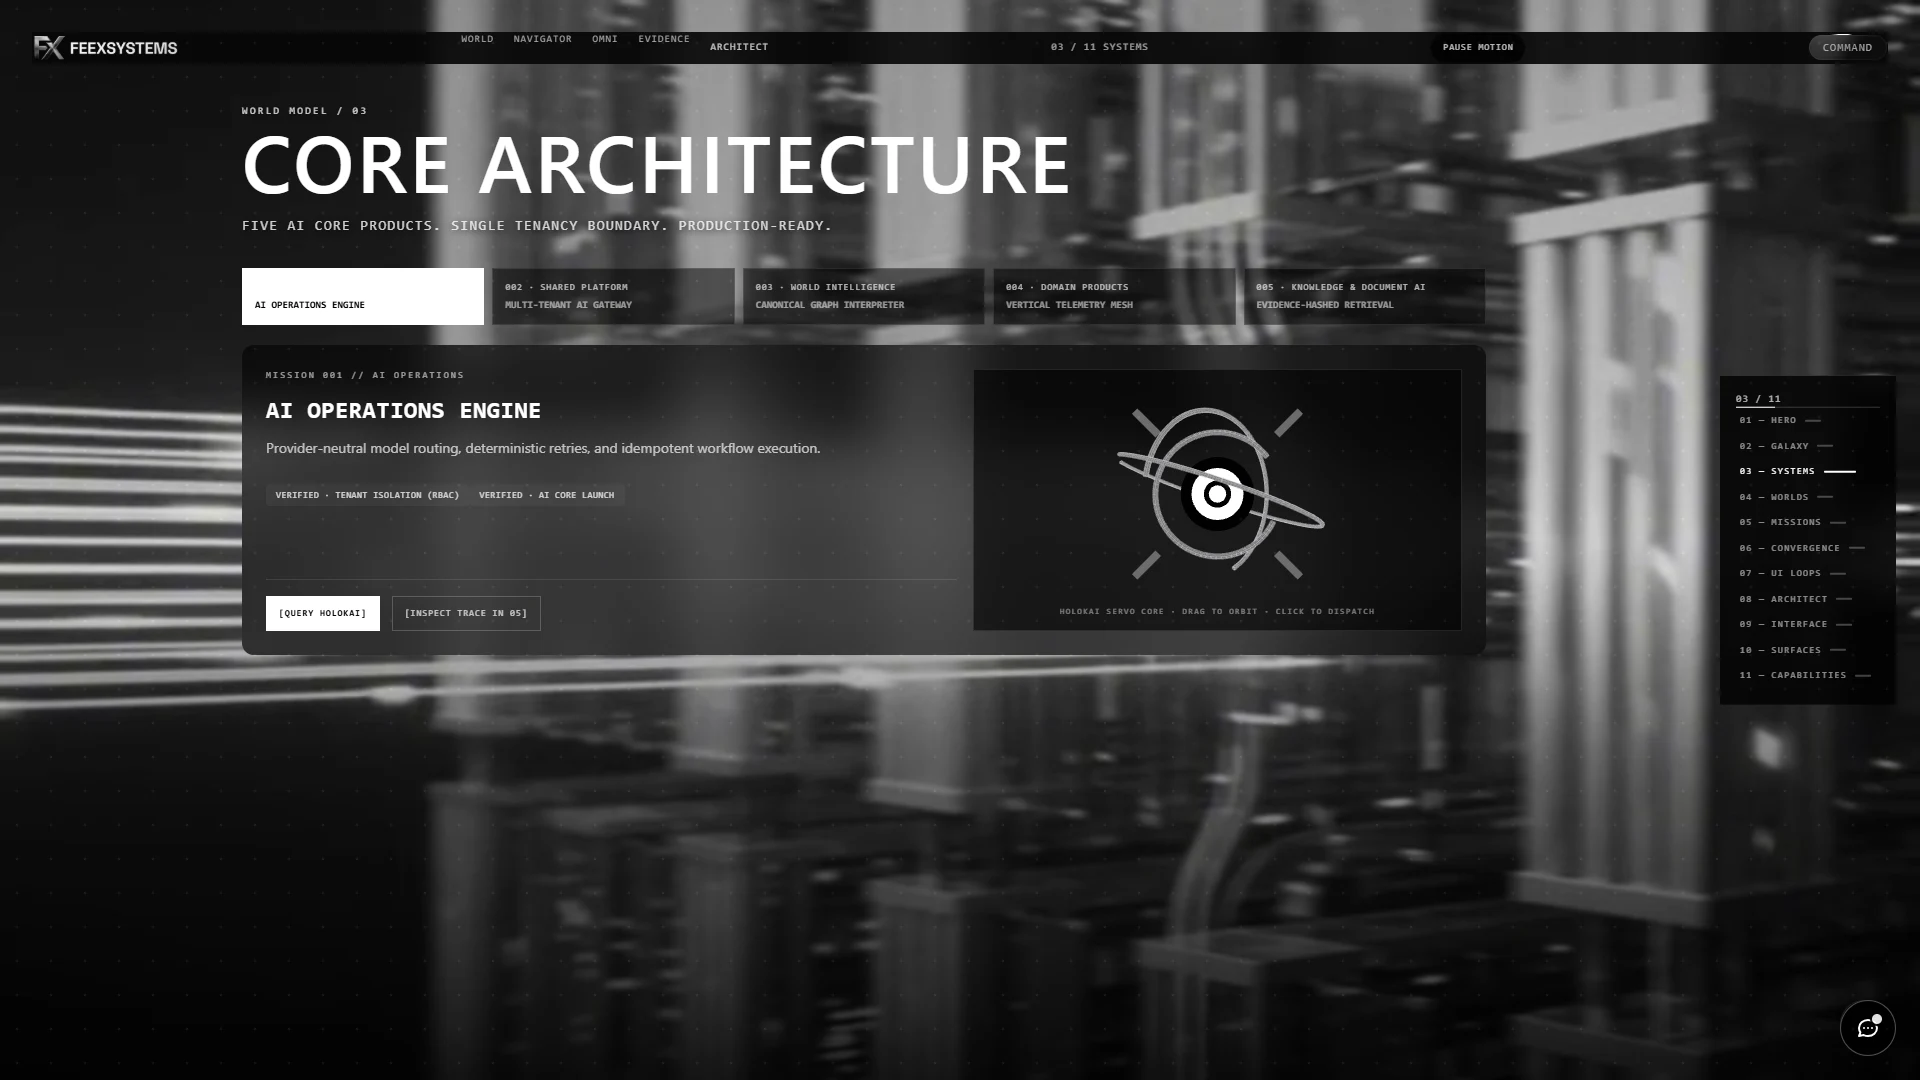 FX FEEXSYSTEMS
WORLD NAVIGATOR OMNI EVIDENCE ARCHITECT
03 / 11 SYSTEMS
PAUSE MOTION
COMMAND
WORLD MODEL / 03
CORE ARCHITECTURE
FIVE AI CORE PRODUCTS. SINGLE TENANCY BOUNDARY. PRODUCTION-READY.
AI OPERATIONS ENGINE
002 · SHARED PLATFORM
MULTI-TENANT AI GATEWAY
003 · WORLD INTELLIGENCE
CANONICAL GRAPH INTERPRETER
004 · DOMAIN PRODUCTS
VERTICAL TELEMETRY MESH
005 · KNOWLEDGE & DOCUMENT AI
EVIDENCE-HASHED RETRIEVAL
MISSION 001 // AI OPERATIONS
AI OPERATIONS ENGINE
Provider-neutral model routing, deterministic retries, and idempotent workflow execution.
VERIFIED · TENANT ISOLATION (RBAC) VERIFIED · AI CORE LAUNCH
[QUERY HOLOKAI] [INSPECT TRACE IN 05]
HOLOKAI SERVO CORE · DRAG TO ORBIT · CLICK TO DISPATCH
03 / 11
01 — HERO
02 — GALAXY
03 — SYSTEMS
04 — WORLDS
05 — MISSIONS
06 — CONVERGENCE
07 — UI LOOPS
08 — ARCHITECT
09 — INTERFACE
10 — SURFACES
11 — CAPABILITIES